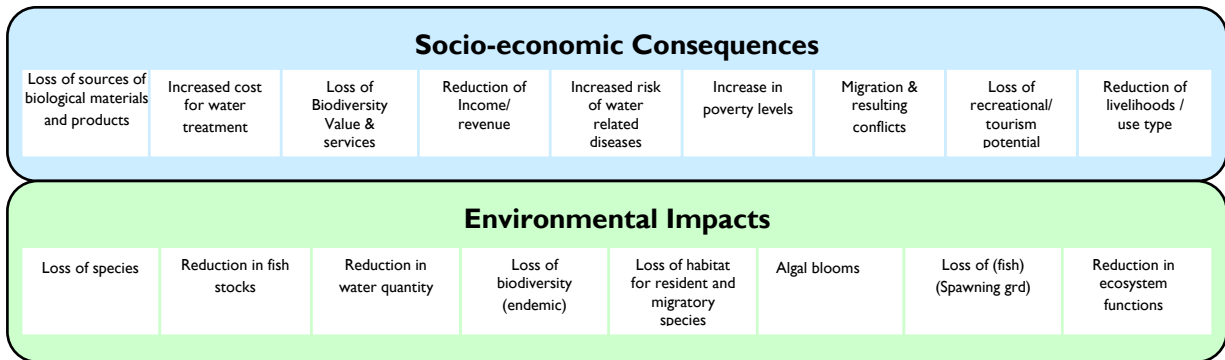 Socio-economic Consequences
Loss of sources of
biological materials
and products
Increased cost
for water
treatment
Loss of
Biodiversity
Value &
services
Reduction of
Income/
revenue
Increased risk
of water
related
diseases
Increase in
poverty levels
Migration &
resulting
conflicts
Loss of
recreational/
tourism
potential
Reduction of
livelihoods /
use type
Environmental Impacts
Loss of species
Reduction in fish
stocks
Reduction in
water quantity
Loss of
biodiversity
(endemic)
Loss of habitat
for resident and
migratory
species
Algal blooms
Loss of (fish)
(Spawning grd)
Reduction in
ecosystem
functions